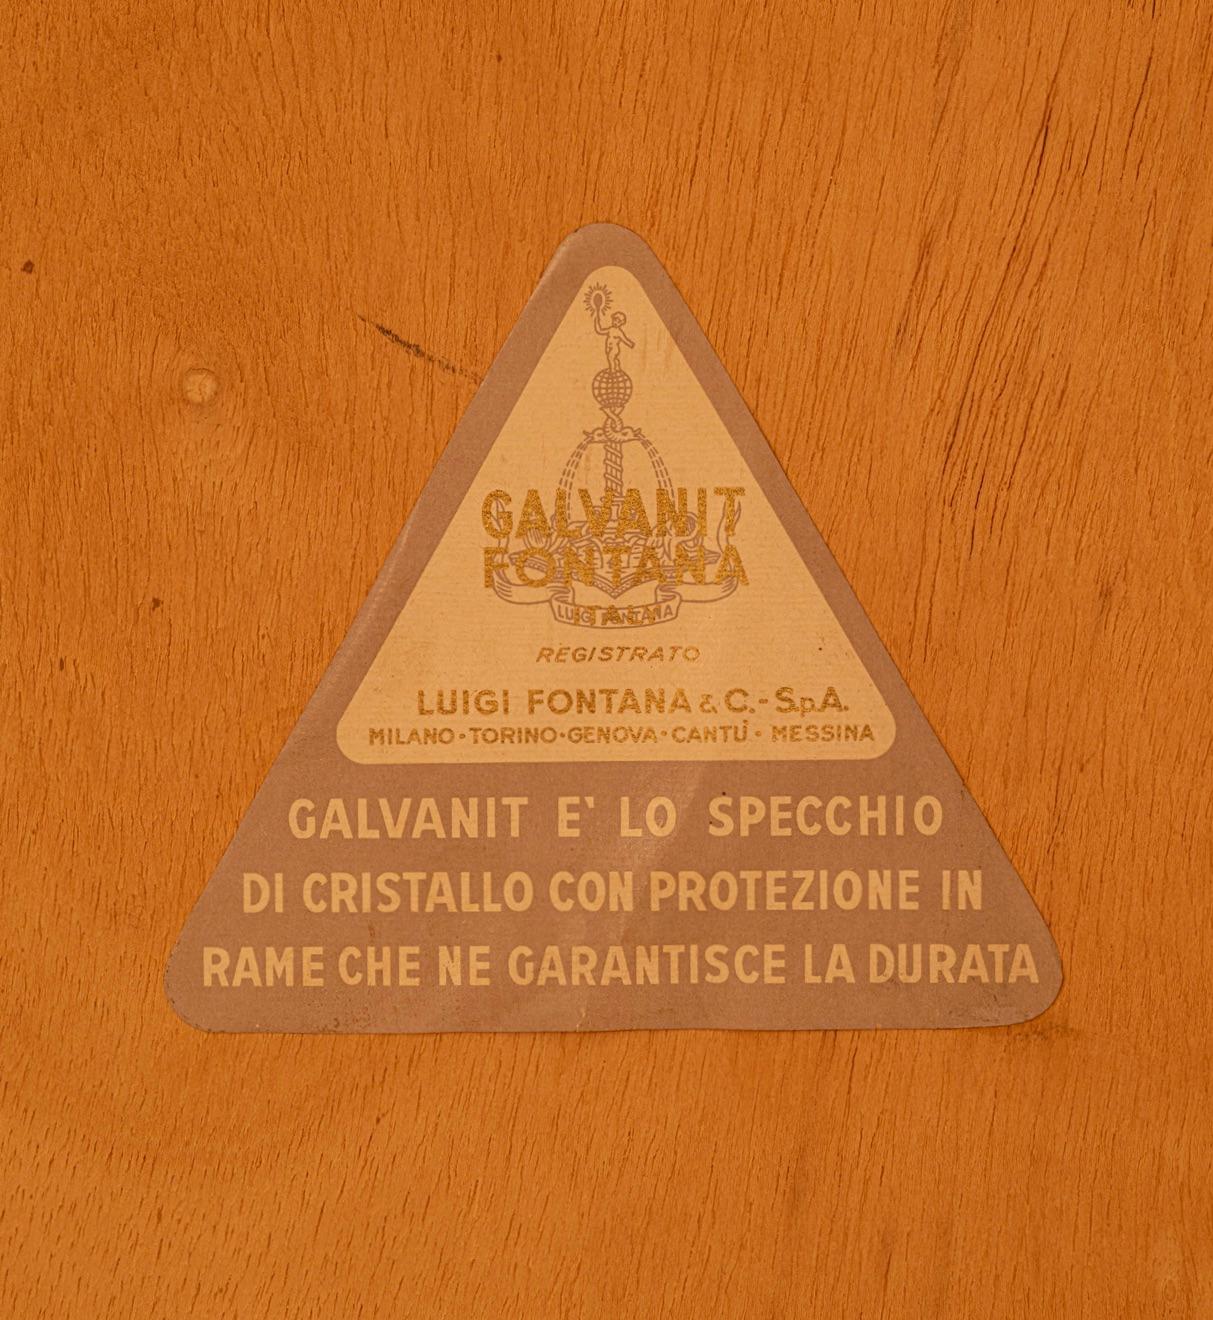 GALVANIT
FONTANA
ITALY
LUIGI FONTANA
REGISTRATO
LUIGI FONTANA & C.-S.p.A.
MILANO·TORINO·GENOVA·CANTÙ·MESSINA
GALVANIT E` LO SPECCHIO
DI CRISTALLO CON PROTEZIONE IN
RAME CHE NE GARANTISCE LA DURATA